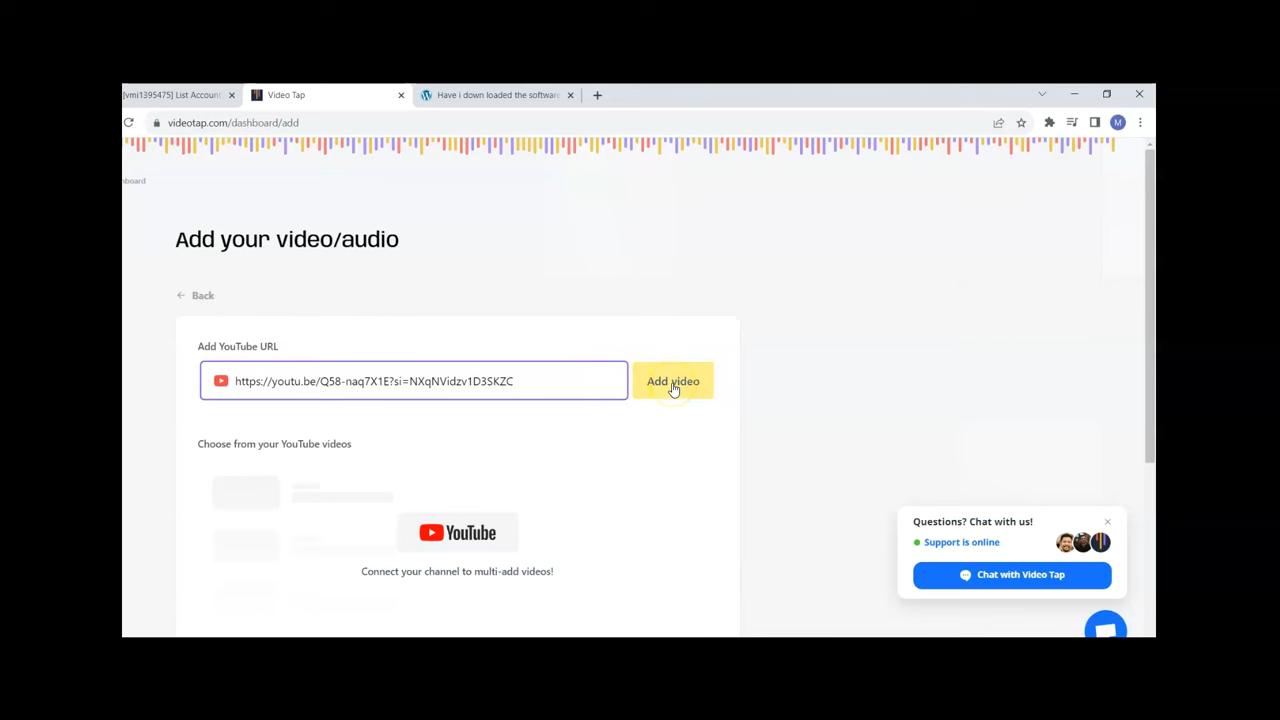 [vmi1395475] List Account
Video Tap
Have i down loaded the software
videotap.com/dashboard/add
M
hboard
Add your video/audio
Back
Add YouTube URL
https://youtu.be/Q58-naq7X1E?si=NXqNVidzv1D3SKZC
Add video
Choose from your YouTube videos
YouTube
Connect your channel to multi-add videos!
Questions? Chat with us!
Support is online
Chat with Video Tap